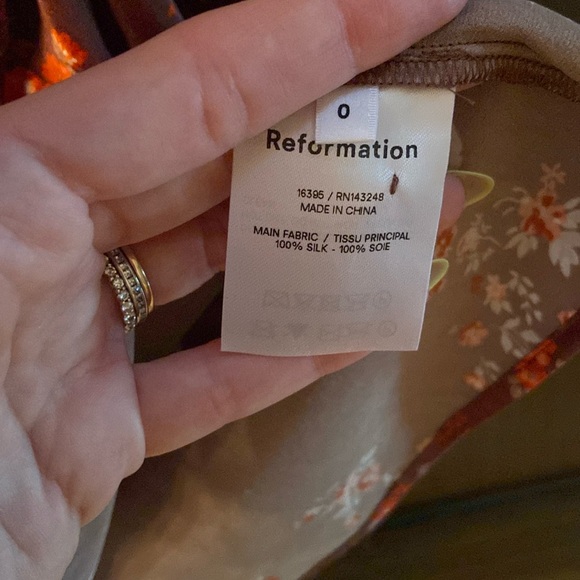 0
Reformation
16395 / RN143248
MADE IN CHINA
MAIN FABRIC / TISSU PRINCIPAL
100% SILK - 100% SOIE